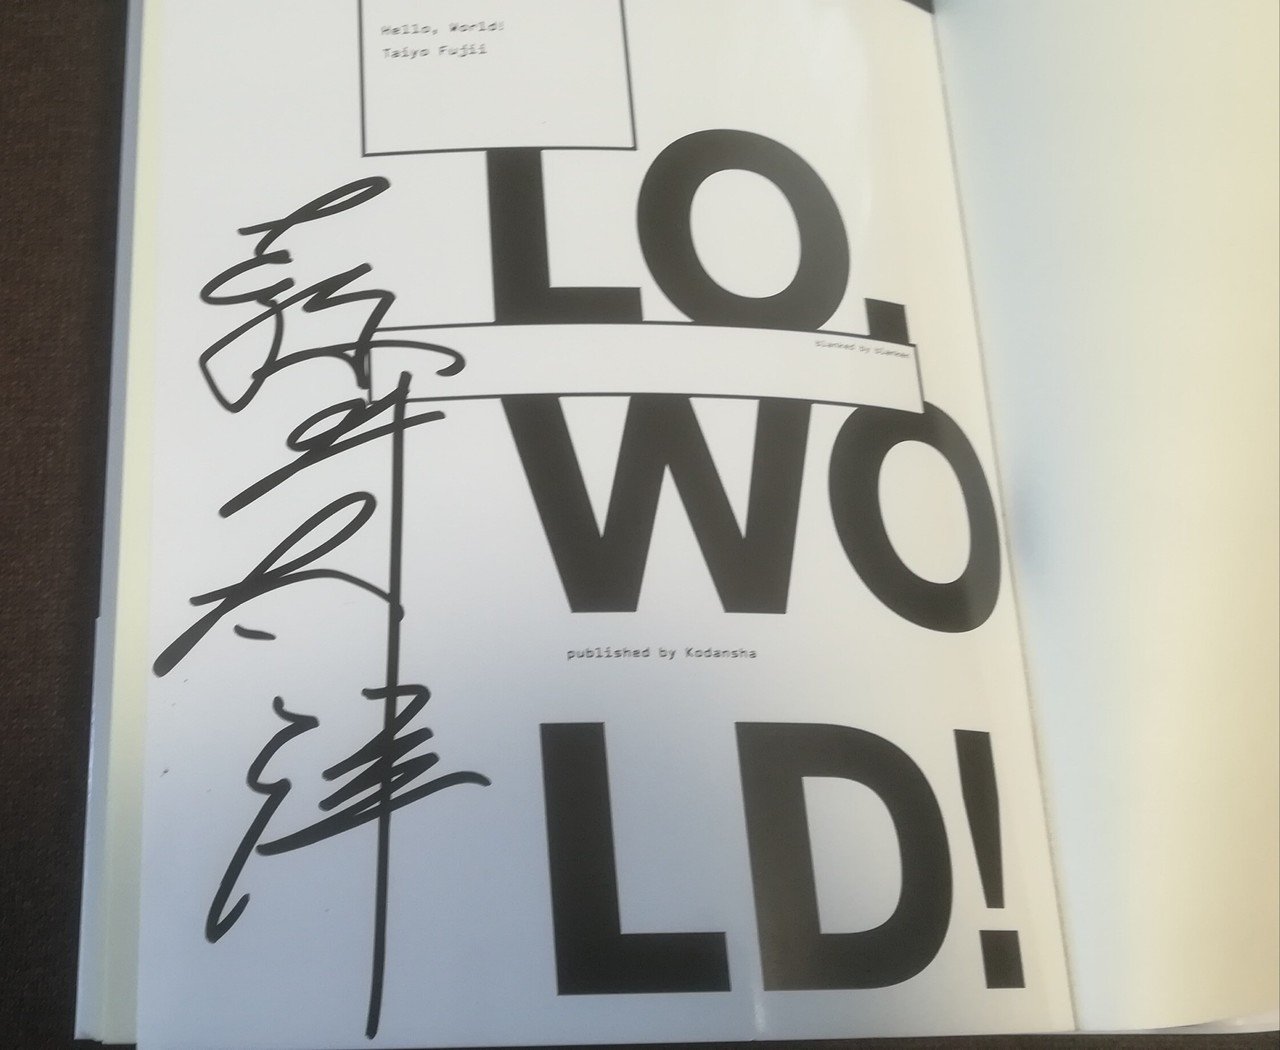 Hello, World!
Taiyo Fujii
LO,
WO
published by Kodansha
LD!
藤井太洋